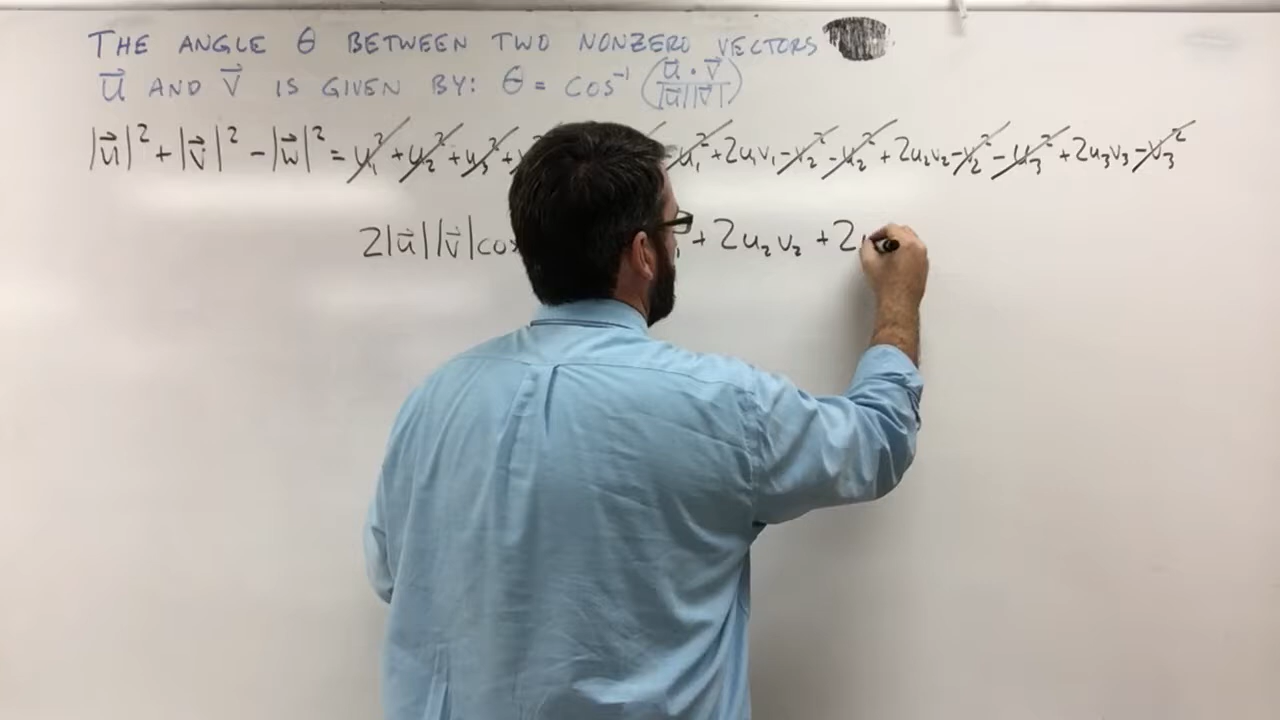 THE ANGLE θ BETWEEN TWO NONZERO VECTORS
u⃗ AND v⃗ IS GIVEN BY: θ = cos⁻¹ (u⃗ · v⃗ / |u⃗||v⃗|)
|u⃗|² + |v⃗|² − |w⃗|² = u₁² + u₂² + u₃² + − u₁² + 2u₁v₁ − v₂² − u₂² + 2u₂v₂ − v₂² − u₃² + 2u₃v₃ − v₃²
2|u⃗||v⃗|cos + 2u₂v₂ + 2